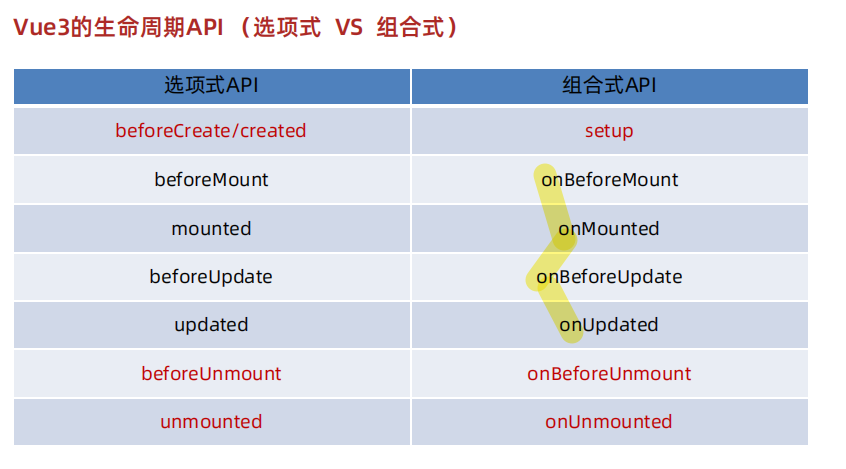 Vue3的生命周期API （选项式 VS 组合式）
选项式API 组合式API
beforeCreate/created setup
beforeMount onBeforeMount
mounted onMounted
beforeUpdate onBeforeUpdate
updated onUpdated
beforeUnmount onBeforeUnmount
unmounted onUnmounted